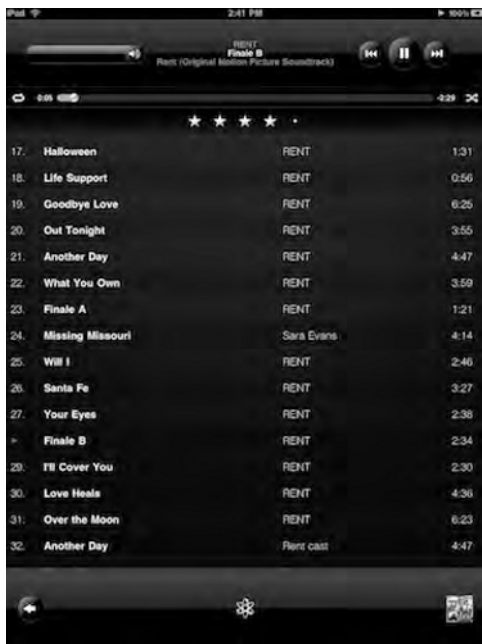 iPod 2:41 PM 100%
RENT
Finale B
Rent (Original Motion Picture Soundtrack)
0:05 -2:29
17. Halloween RENT 1:31
18. Life Support RENT 0:56
19. Goodbye Love RENT 6:25
20. Out Tonight RENT 3:55
21. Another Day RENT 4:47
22. What You Own RENT 3:59
23. Finale A RENT 1:21
24. Missing Missouri Sara Evans 4:14
25. Will I RENT 2:46
26. Santa Fe RENT 3:27
27. Your Eyes RENT 2:38
Finale B RENT 2:34
29. I'll Cover You RENT 2:30
30. Love Heals RENT 4:36
31. Over the Moon RENT 6:23
32. Another Day Rent cast 4:47